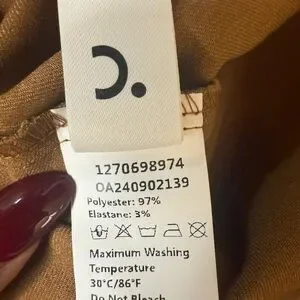 1270698974
OA240902139
Polyester: 97%
Elastane: 3%
Maximum Washing
Temperature
30°C/86°F
Do Not Bleach